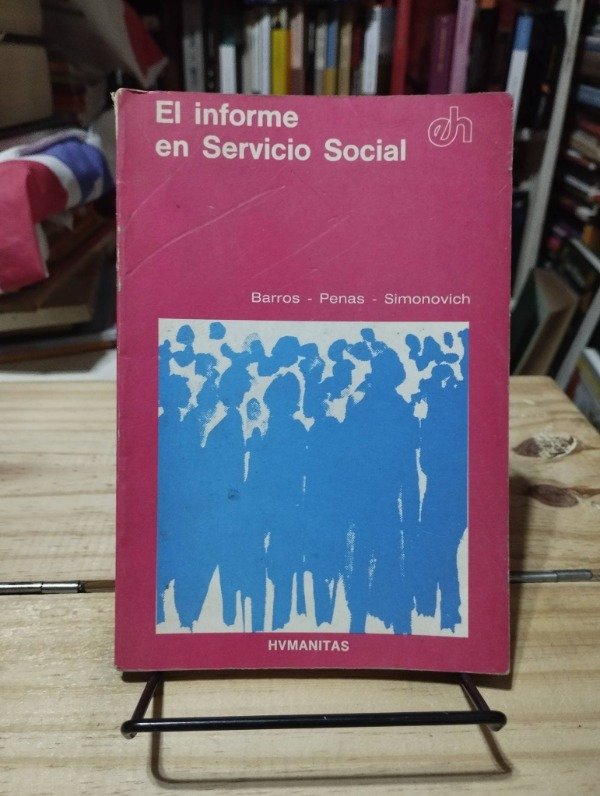 El informe
en Servicio Social
eh
Barros - Penas - Simonovich
HVMANITAS